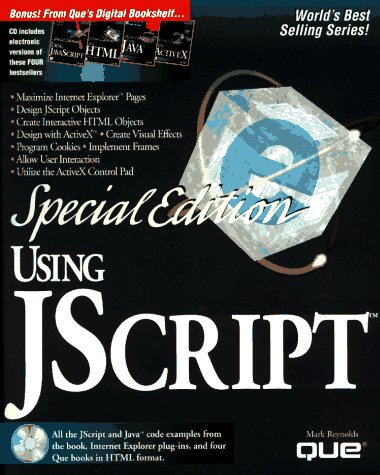 Bonus! From Que's Digital Bookshelf...
CD includes
electronic
versions of
these FOUR
bestsellers
Special Edition
JAVASCRIPT
HTML
JAVA
ACTIVEX
World's Best
Selling Series!
• Maximize Internet Explorer™ Pages
• Design JScript Objects
• Create Interactive HTML Objects
• Design with ActiveX™ • Create Visual Effects
• Program Cookies • Implement Frames
• Allow User Interaction
• Utilize the ActiveX Control Pad
Special Edition
USING
JSCRIPT™
All the JScript and Java™ code examples from
the book, Internet Explorer plug-ins, and four
Que books in HTML format.
Mark Reynolds
QUE®